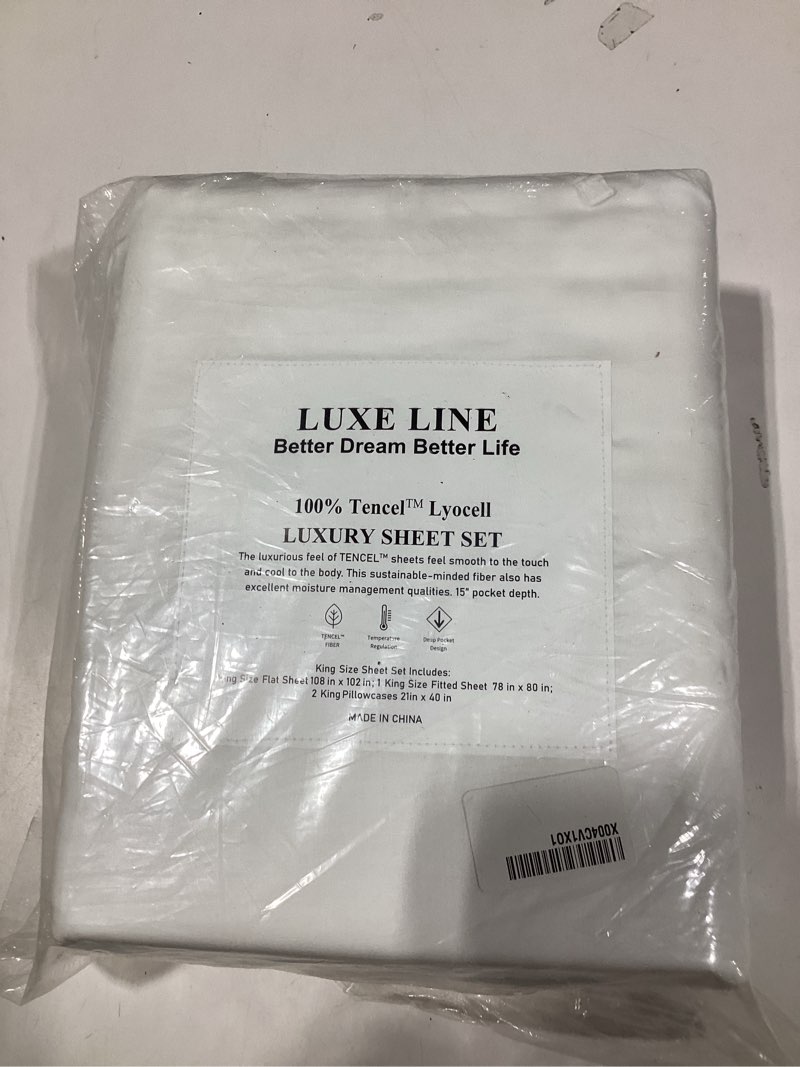 LUXE LINE
Better Dream Better Life
100% Tencel™ Lyocell
LUXURY SHEET SET
The luxurious feel of TENCEL™ sheets feel smooth to the touch
and cool to the body. This sustainable-minded fiber also has
excellent moisture management qualities. 15" pocket depth.
TENCEL™ FIBER
Temperature Regulation
Deep Pocket Design
King Size Sheet Set Includes:
Size Flat Sheet 108 in x 102 in; 1 King Size Fitted Sheet 78 in x 80 in;
2 King Pillowcases 21in x 40 in
MADE IN CHINA
X004CV1X01